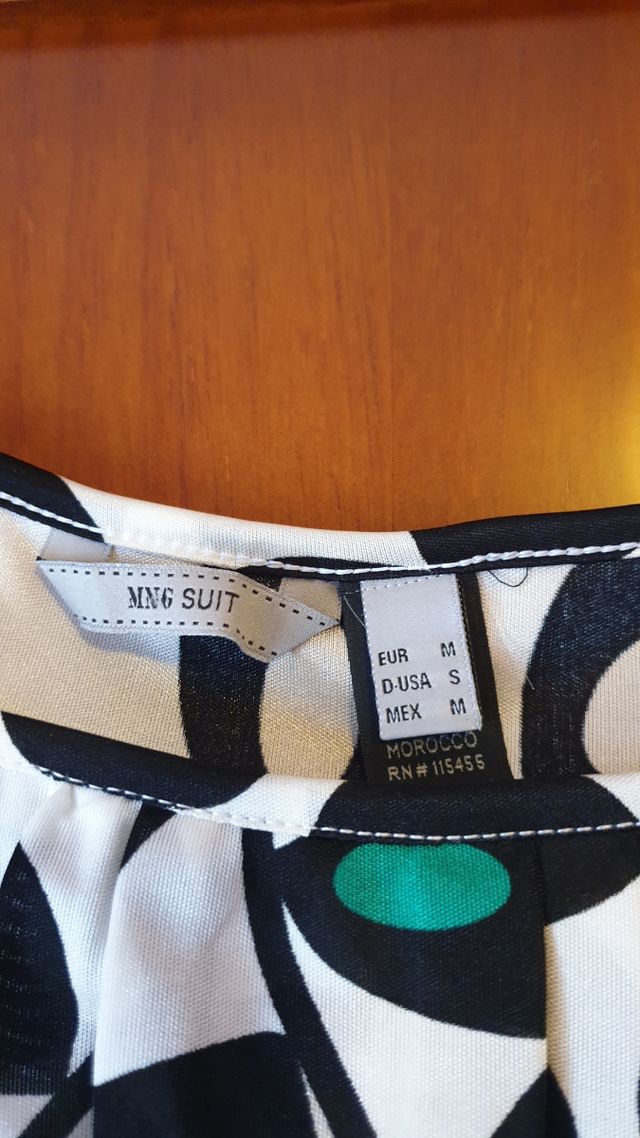 MNG SUIT
EUR M
D-USA S
MEX M
MOROCCO
RN# 115455